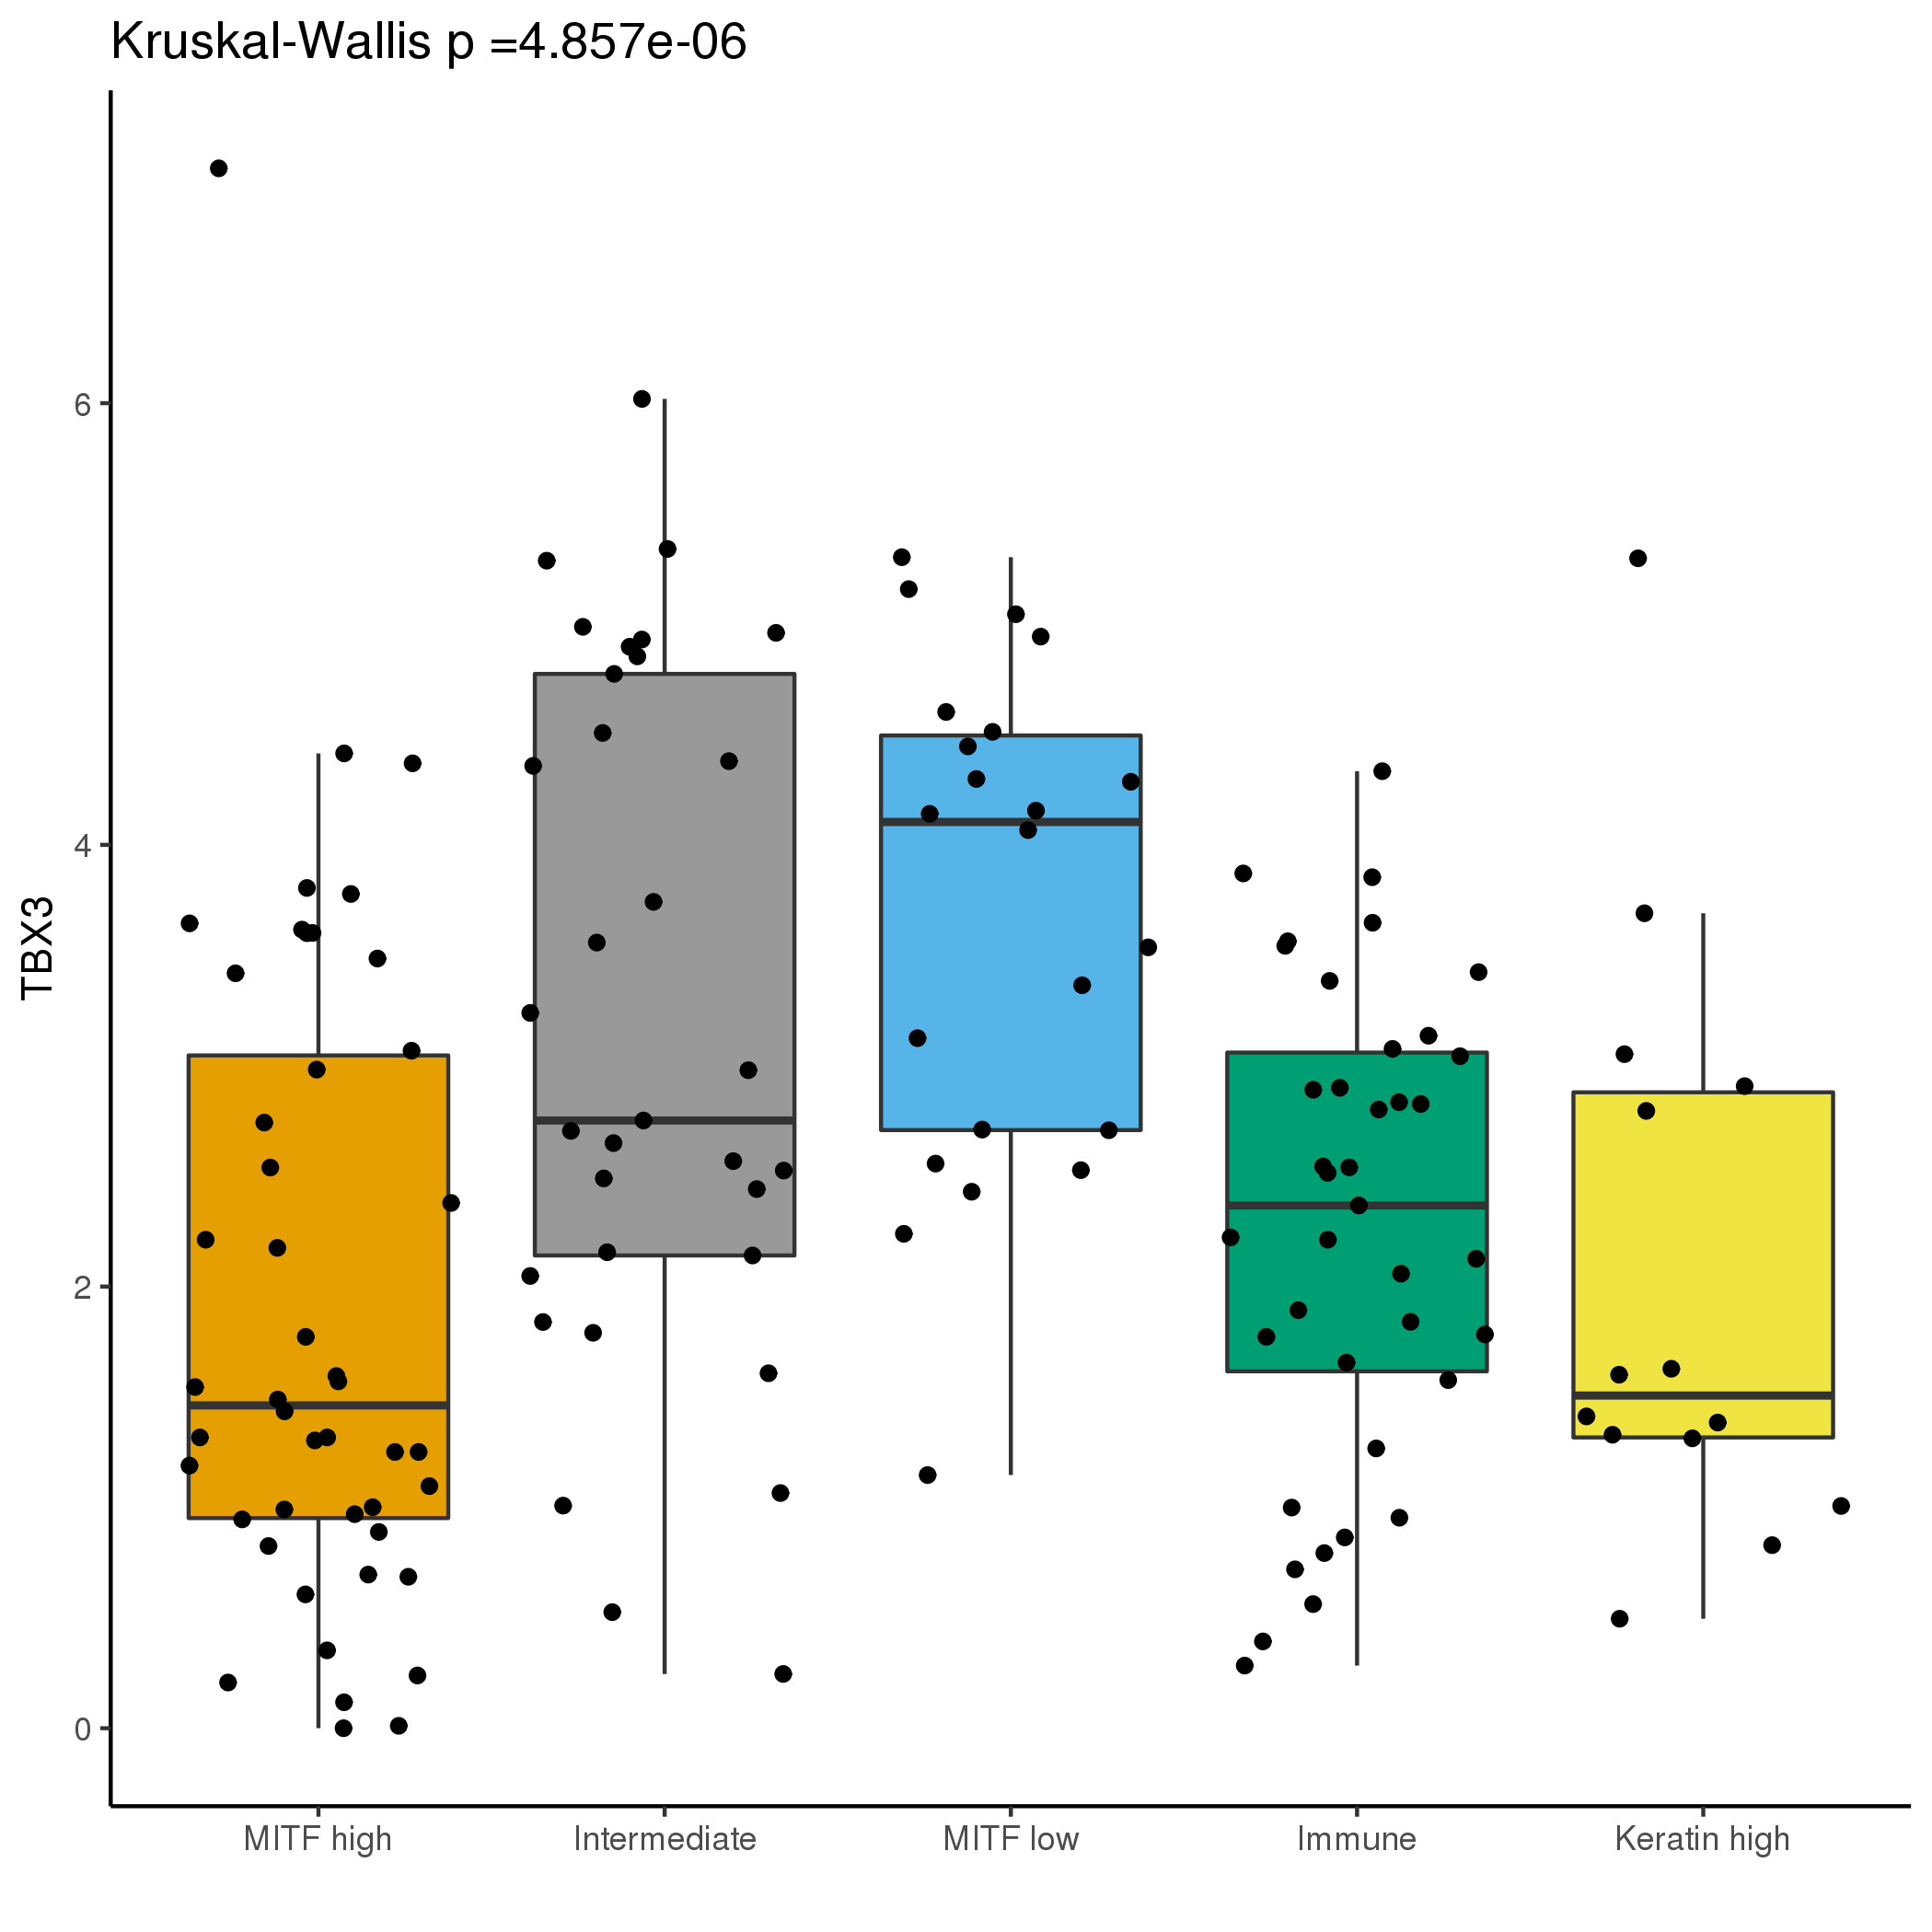 Kruskal-Wallis p =4.857e-06
TBX3
6
4
2
0
MITF high
Intermediate
MITF low
Immune
Keratin high